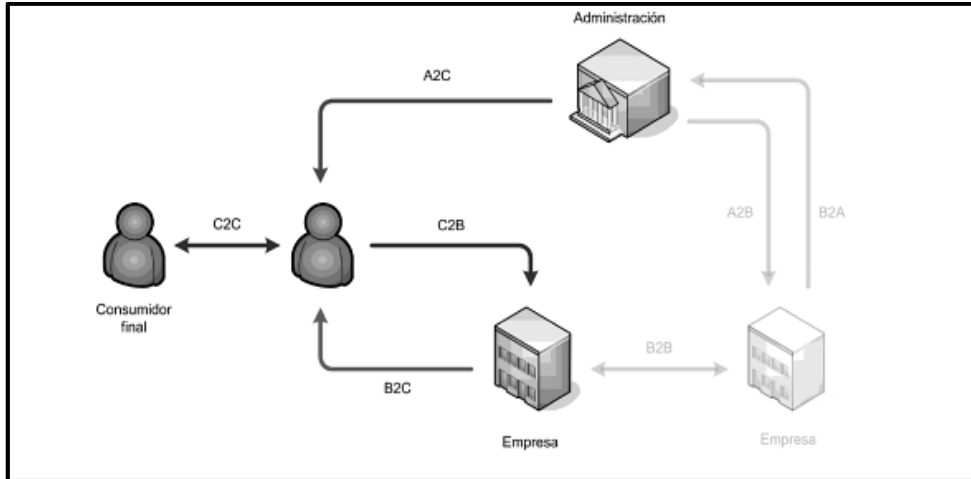 Administración
A2C
A2B
B2A
C2C
C2B
Consumidor
final
B2B
B2C
Empresa
Empresa